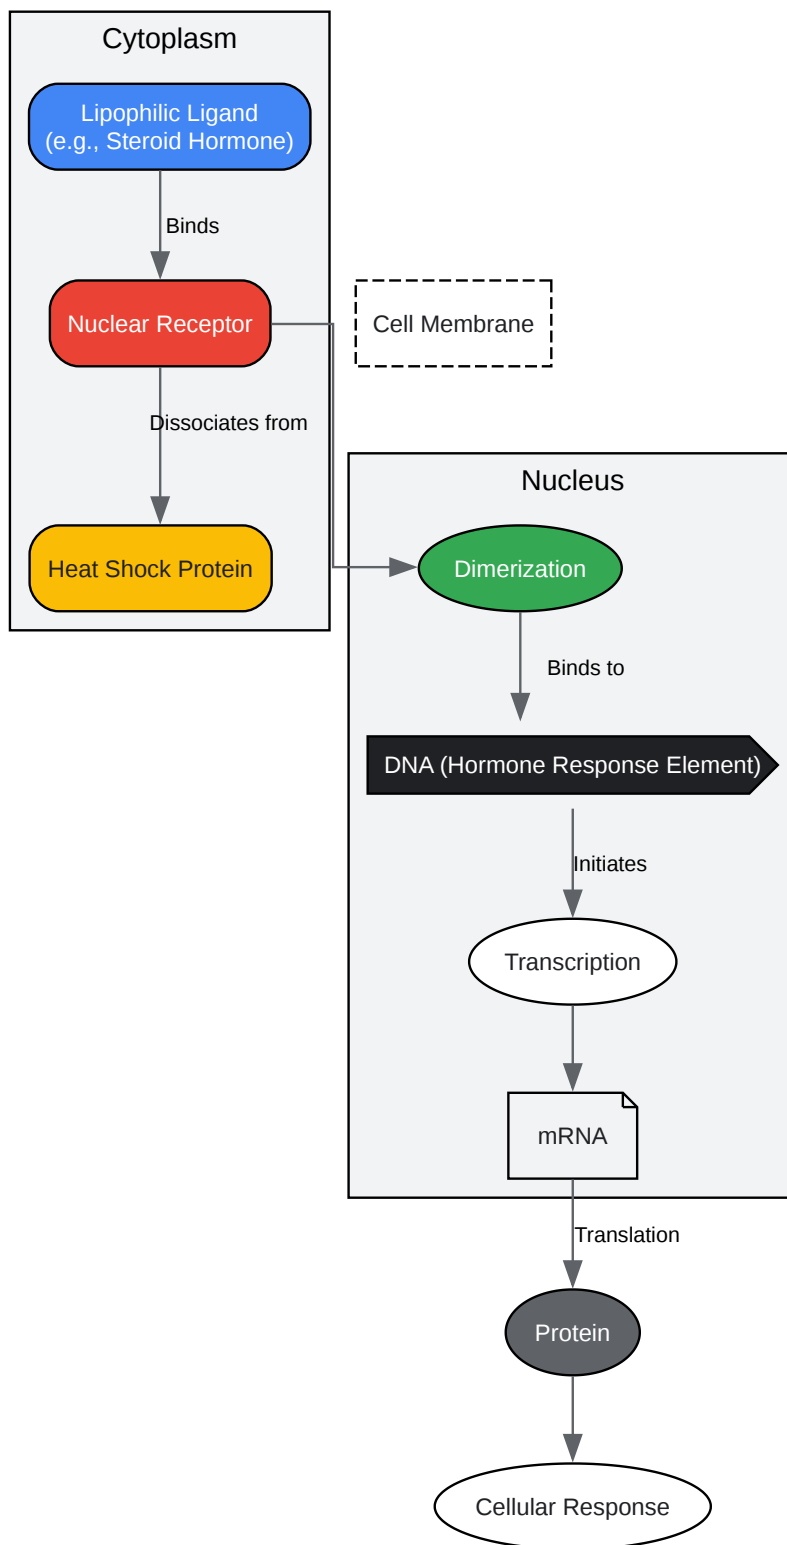 Cytoplasm
Lipophilic Ligand
(e.g., Steroid Hormone)
Binds
Nuclear Receptor
Cell Membrane
Dissociates from
Heat Shock Protein
Nucleus
Dimerization
Binds to
DNA (Hormone Response Element)
Initiates
Transcription
mRNA
Translation
Protein
Cellular Response